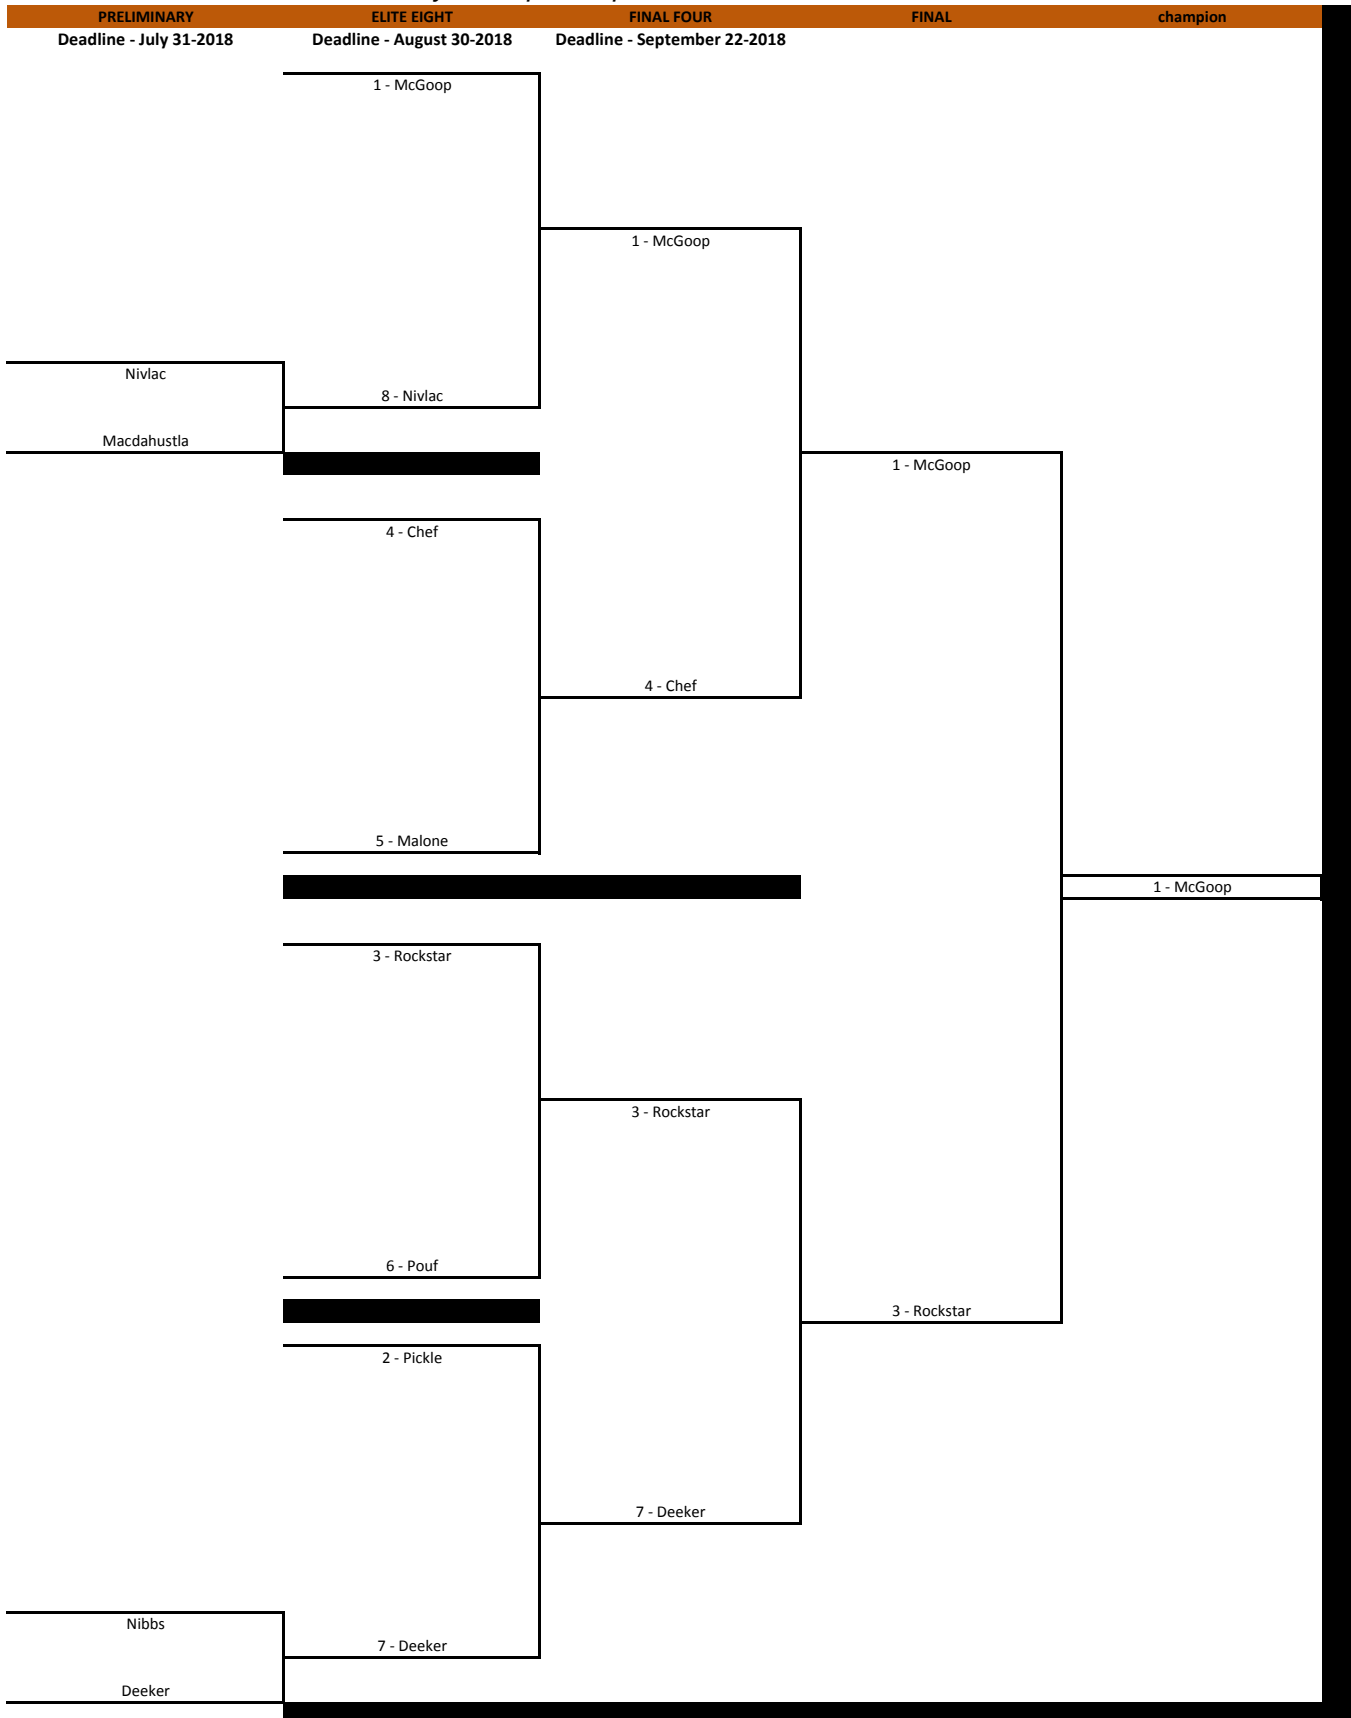 PRELIMINARY ELITE EIGHT FINAL FOUR FINAL champion
Deadline - July 31-2018 Deadline - August 30-2018 Deadline - September 22-2018
1 - McGoop
1 - McGoop
Nivlac
8 - Nivlac
Macdahustla
1 - McGoop
4 - Chef
4 - Chef
5 - Malone
1 - McGoop
3 - Rockstar
3 - Rockstar
6 - Pouf
3 - Rockstar
2 - Pickle
7 - Deeker
Nibbs
7 - Deeker
Deeker